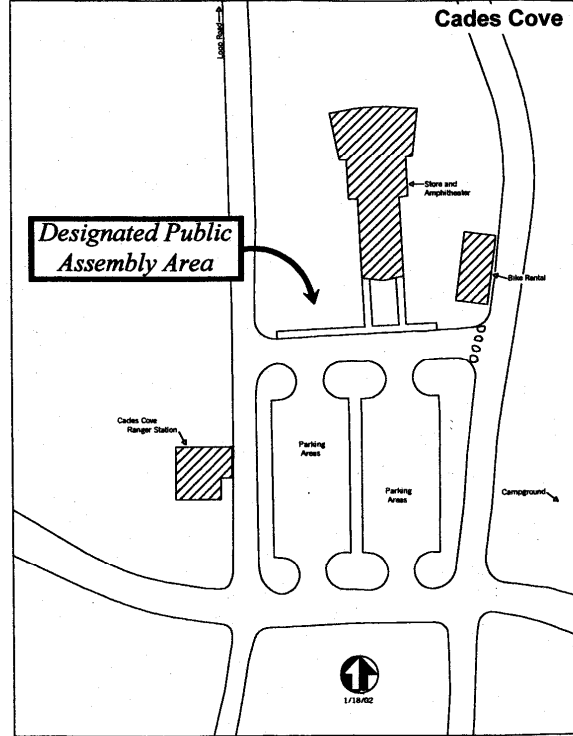 Cades Cove
Loop Road
Store and
Amphitheater
Designated Public
Assembly Area
Bike Rental
Cades Cove
Ranger Station
Parking
Areas
Parking
Areas
Campground
1/18/02